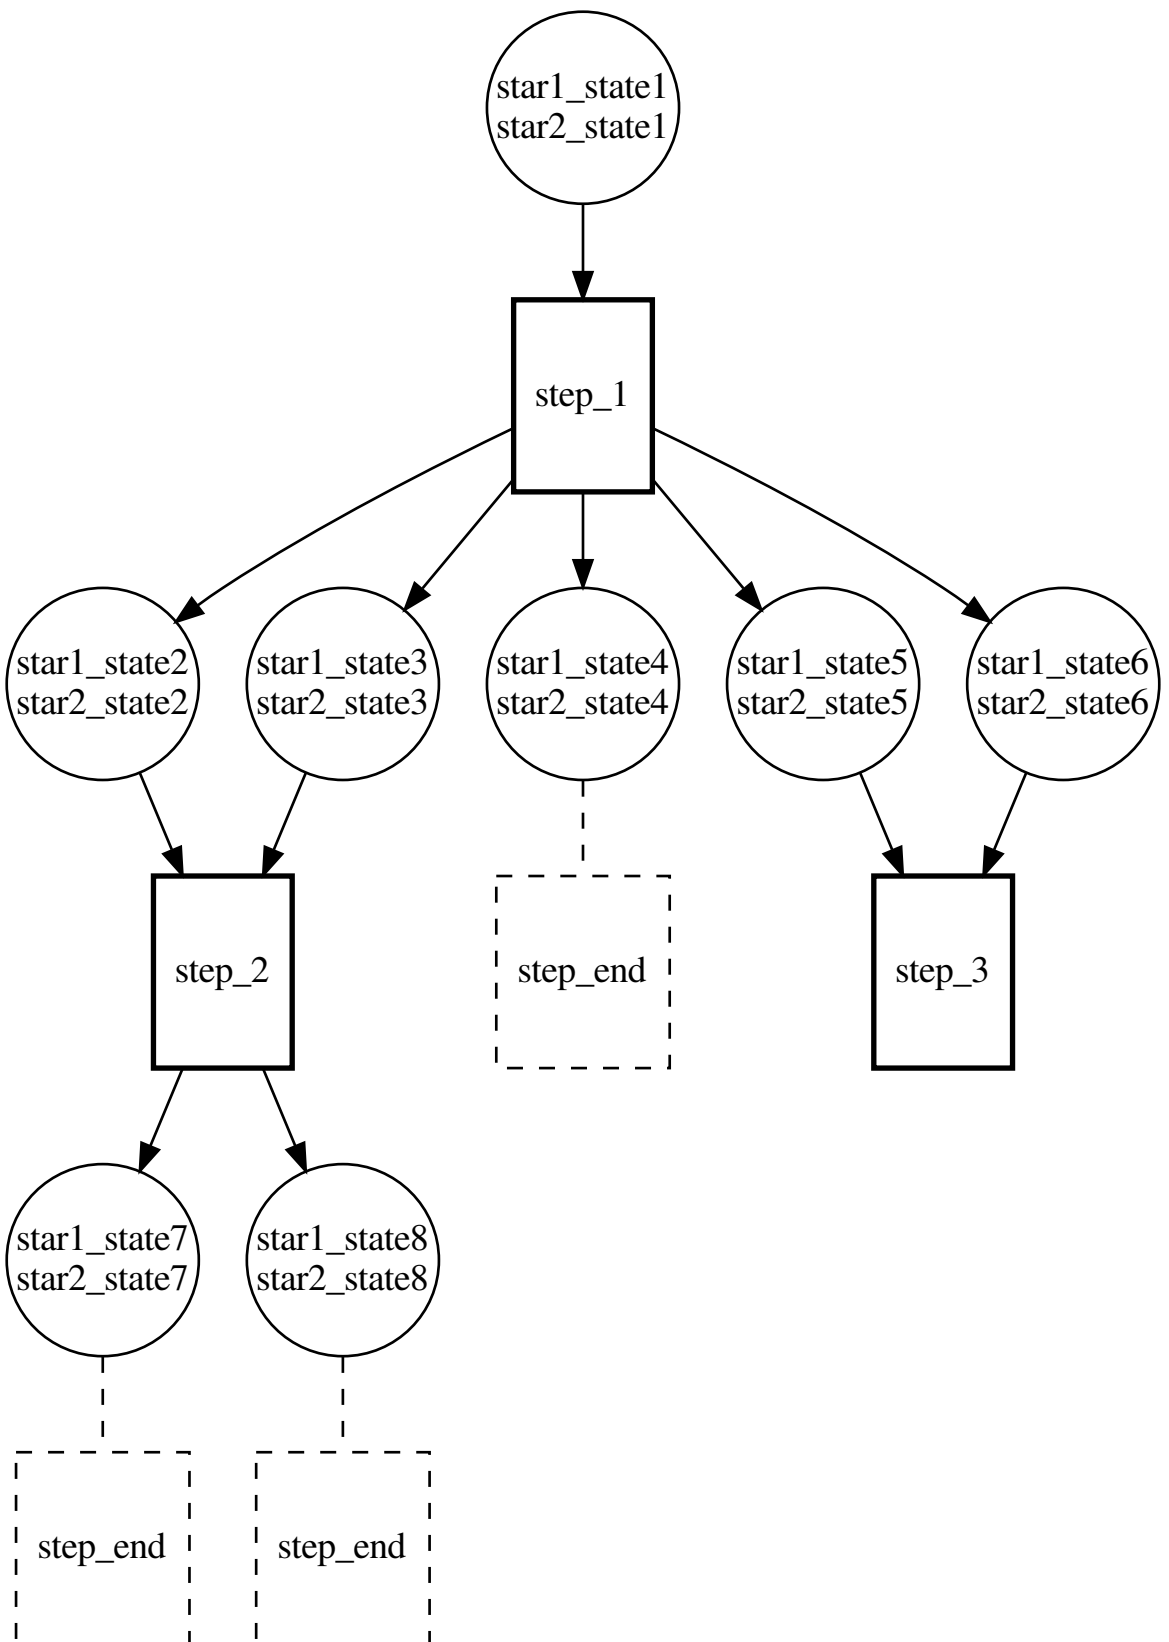 star1_state1
star2_state1
step_1
star1_state2
star2_state2
star1_state3
star2_state3
star1_state4
star2_state4
star1_state5
star2_state5
star1_state6
star2_state6
step_2
step_end
step_3
star1_state7
star2_state7
star1_state8
star2_state8
step_end
step_end